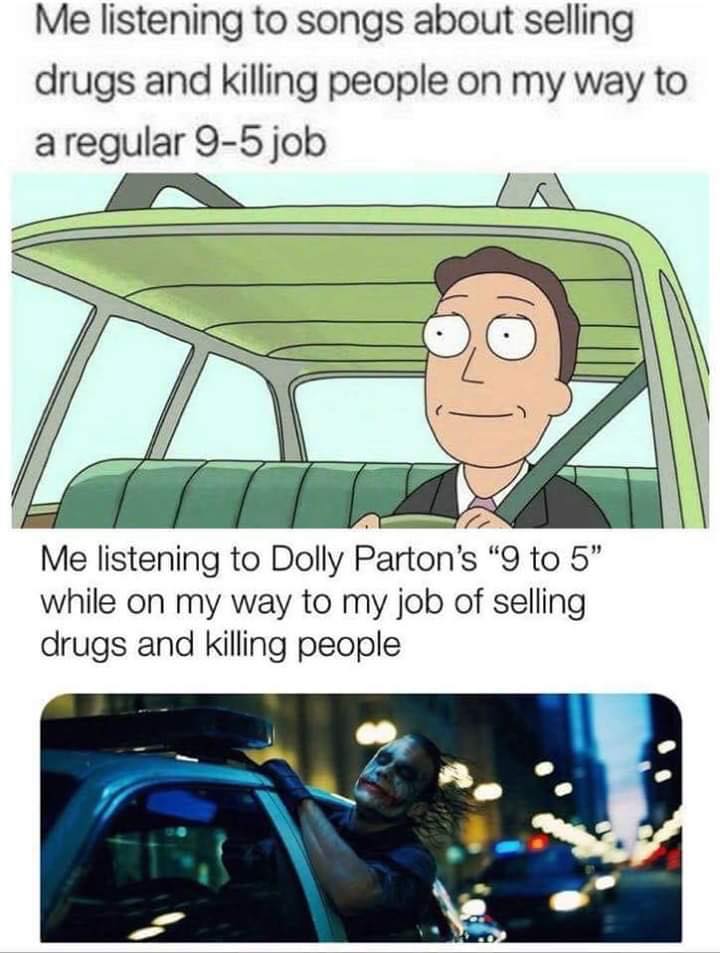 Me listening to songs about selling
drugs and killing people on my way to
a regular 9-5 job
Me listening to Dolly Parton's “9 to 5”
while on my way to my job of selling
drugs and killing people